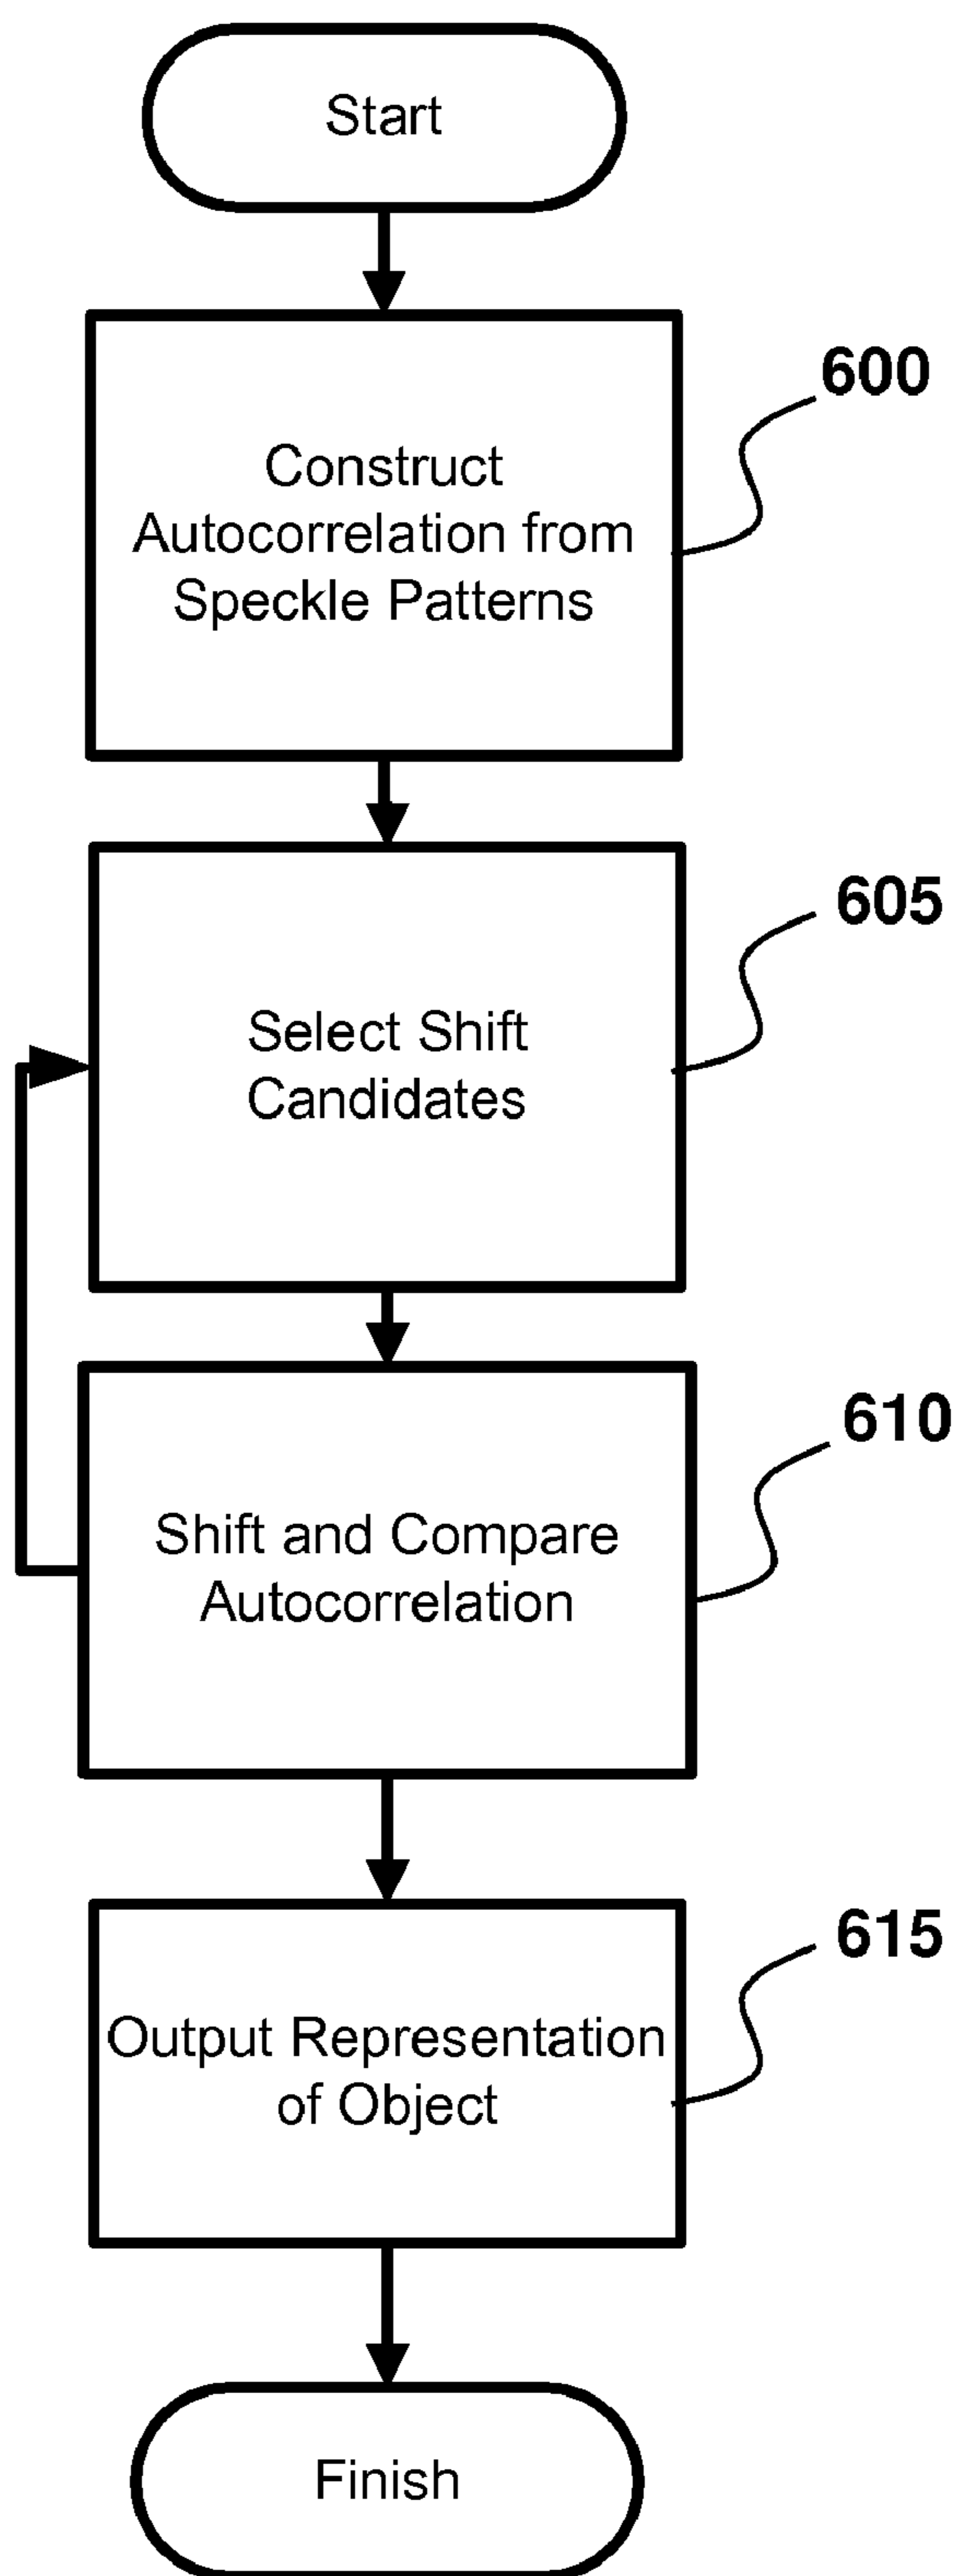 Start
Construct
Autocorrelation from
Speckle Patterns
600
Select Shift
Candidates
605
Shift and Compare
Autocorrelation
610
Output Representation
of Object
615
Finish